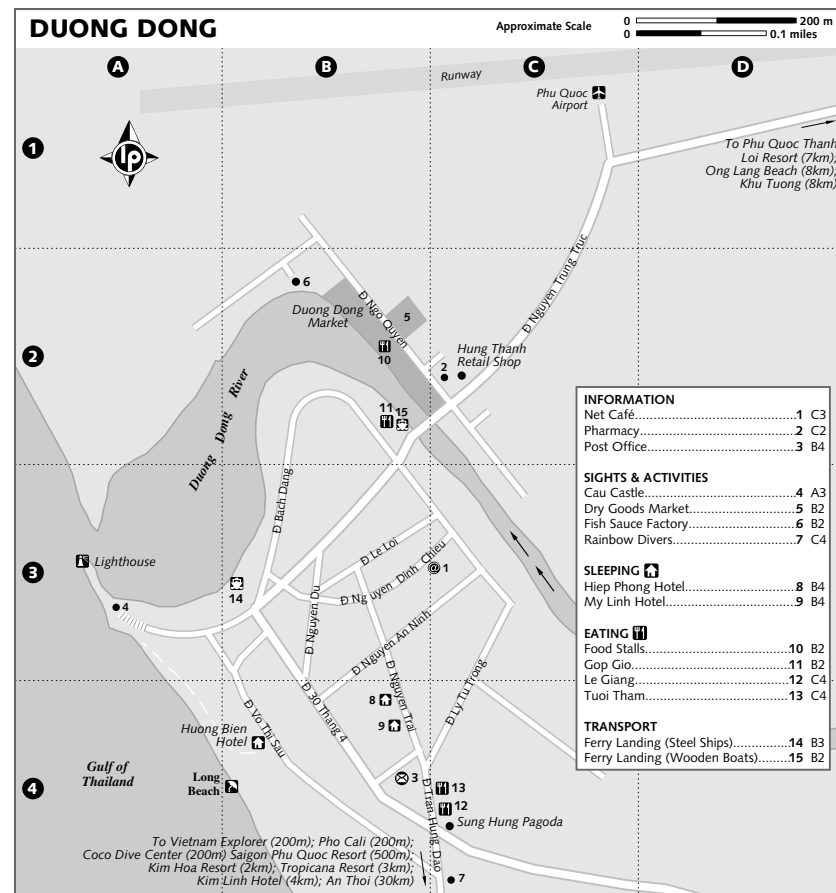 DUONG DONG
Approximate Scale
0 200 m
0 0.1 miles
A
B
C
D
1
2
3
4
lp
Runway
Phu Quoc
Airport
To Phu Quoc Thanh
Loi Resort (7km);
Ong Lang Beach (8km);
Khu Tuong (8km)
Đ Nguyen Trung Truc
6
Duong Dong
Market
Đ Ngo Quyen
5
10
2
Hung Thanh
Retail Shop
Duong Dong River
11
15
Đ Bach Dang
Đ Le Loi
Đ Nguyen Dinh Chieu
1
Lighthouse
4
14
Đ Nguyen Du
Đ Nguyen An Ninh
Đ Nguyen Trai
Đ Ly Tu Trong
Đ 30 Thang 4
Đ Vo Thi Sau
8
9
Huong Bien
Hotel
Gulf of
Thailand
Long
Beach
3
13
12
Đ Tran Hung Dao
Sung Hung Pagoda
7
To Vietnam Explorer (200m); Pho Cali (200m);
Coco Dive Center (200m) Saigon Phu Quoc Resort (500m);
Kim Hoa Resort (2km); Tropicana Resort (3km);
Kim Linh Hotel (4km); An Thoi (30km)
INFORMATION
Net Café 1 C3
Pharmacy 2 C2
Post Office 3 B4
SIGHTS & ACTIVITIES
Cau Castle 4 A3
Dry Goods Market 5 B2
Fish Sauce Factory 6 B2
Rainbow Divers 7 C4
SLEEPING
Hiep Phong Hotel 8 B4
My Linh Hotel 9 B4
EATING
Food Stalls 10 B2
Gop Gio 11 B2
Le Giang 12 C4
Tuoi Tham 13 C4
TRANSPORT
Ferry Landing (Steel Ships) 14 B3
Ferry Landing (Wooden Boats) 15 B2